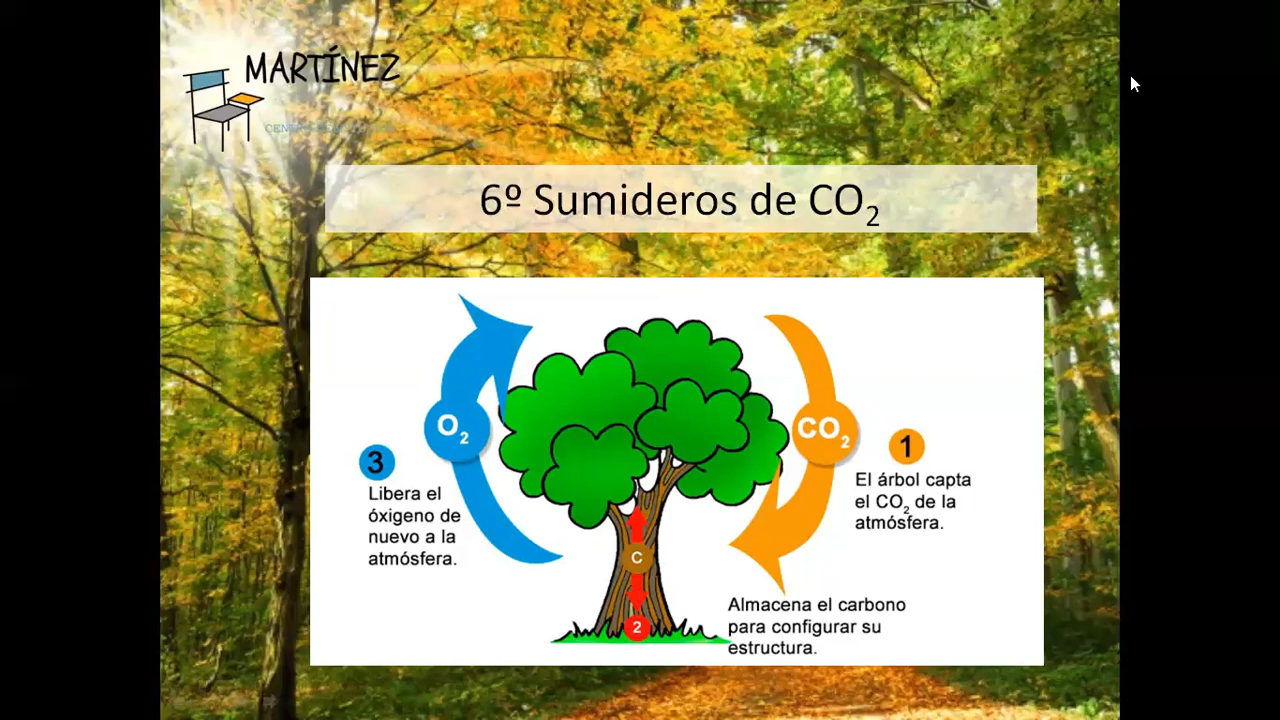 MARTÍNEZ
6º Sumideros de CO₂
O₂
CO₂
3
1
Libera el
óxigeno de
nuevo a la
atmósfera.
El árbol capta
el CO₂ de la
atmósfera.
C
2
Almacena el carbono
para configurar su
estructura.